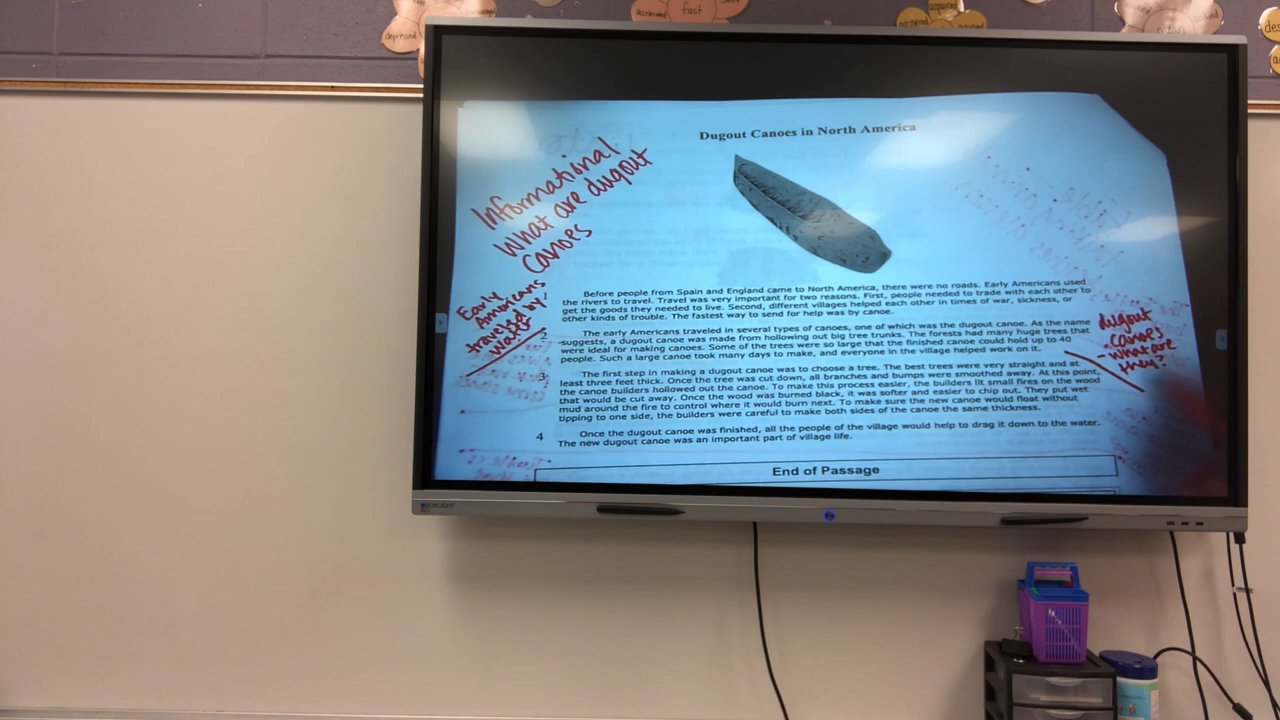 depressed
fast
Dugout Canoes in North America
Informational
What are dugout
Canoes
Early
Americans
traveled by
water
1 Before people from Spain and England came to North America, there were no roads. Early Americans used
the rivers to travel. Travel was very important for two reasons. First, people needed to trade with each other to
get the goods they needed to live. Second, different villages helped each other in times of war, sickness, or
other kinds of trouble. The fastest way to send for help was by canoe.
2 The early Americans traveled in several types of canoes, one of which was the dugout canoe. As the name
suggests, a dugout canoe was made from hollowing out big tree trunks. The forests had many huge trees that
were ideal for making canoes. Some of the trees were so large that the finished canoe could hold up to 40
people. Such a large canoe took many days to make, and everyone in the village helped work on it.
dugout
canoes
- what are
they?
3 The first step in making a dugout canoe was to choose a tree. The best trees were very straight and at
least three feet thick. Once the tree was cut down, all branches and bumps were smoothed away. At this point,
the canoe builders hollowed out the canoe. To make this process easier, the builders lit small fires on the wood
that would be cut away. Once the wood was burned black, it was softer and easier to chip out. They put wet
mud around the fire to control where it would burn next. To make sure the new canoe would float without
tipping to one side, the builders were careful to make both sides of the canoe the same thickness.
4 Once the dugout canoe was finished, all the people of the village would help to drag it down to the water.
The new dugout canoe was an important part of village life.
End of Passage